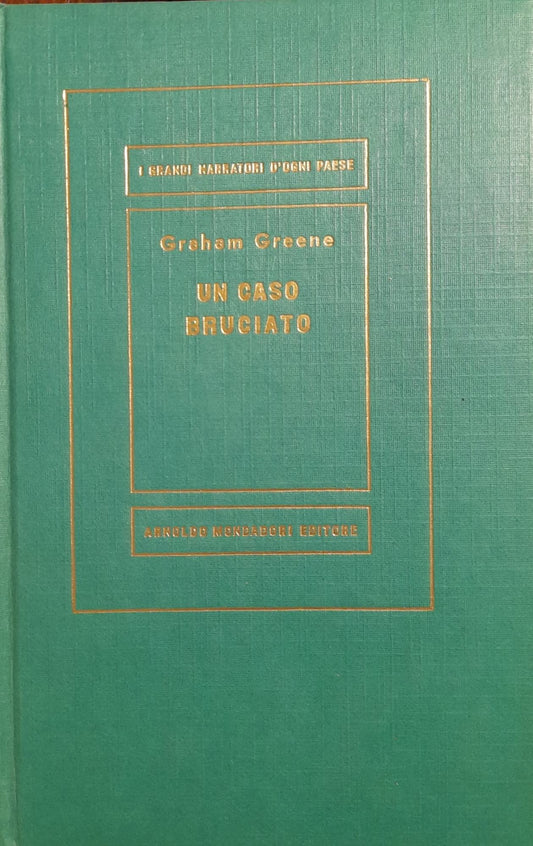 I GRANDI NARRATORI D'OGNI PAESE
Graham Greene
UN CASO
BRUCIATO
ARNOLDO MONDADORI EDITORE